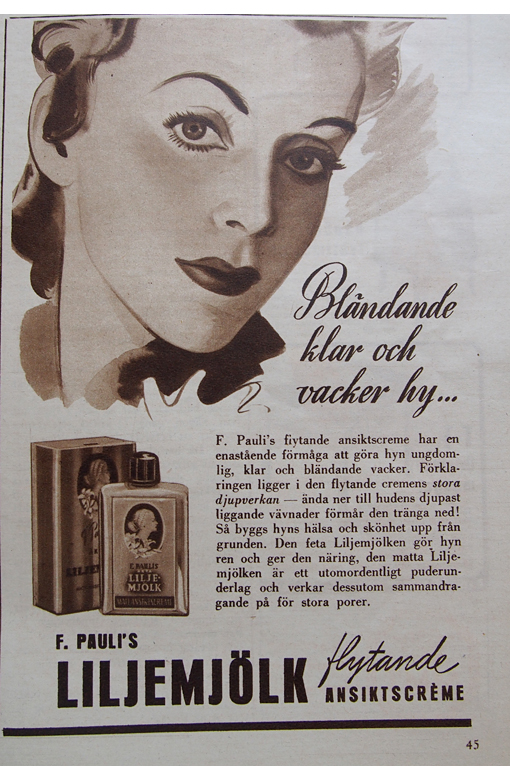 Bländande
klar och
vacker hy...
F. Pauli's flytande ansiktscreme har en
enastående förmåga att göra hyn ungdom-
lig, klar och bländande vacker. Förkla-
ringen ligger i den flytande cremens stora
djupverkan — ända ner till hudens djupast
liggande vävnader förmår den tränga ned!
Så byggs hyns hälsa och skönhet upp från
grunden. Den feta Liljemjölken gör hyn
ren och ger den näring, den matta Lilje-
mjölken är ett utomordentligt puderun-
derlag och verkar dessutom sammandra-
gande på för stora porer.
F. PAULIS
LILJE-
MJÖLK
F. PAULI'S
LILJEMJÖLK flytande
ANSIKTSCRÈME
45